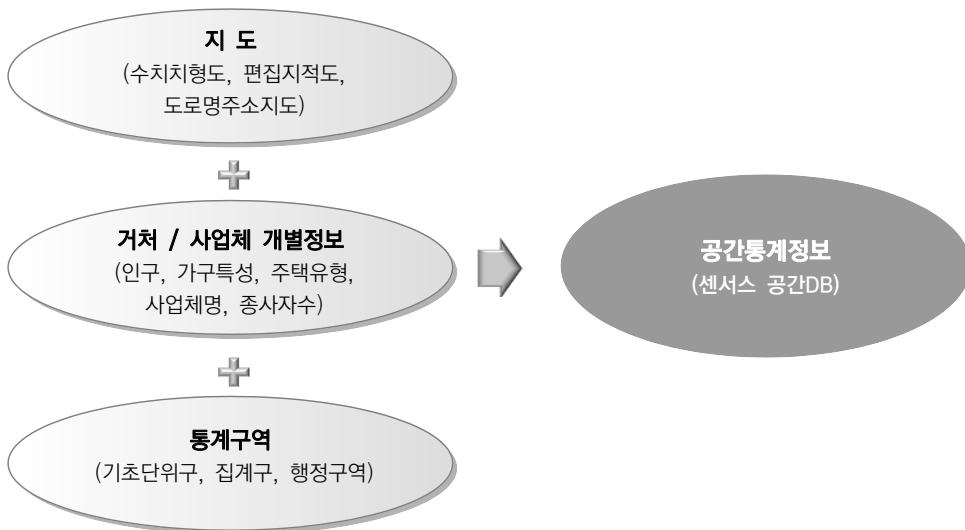 지 도
(수치치형도, 편집지적도,
도로명주소지도)
거처 / 사업체 개별정보
(인구, 가구특성, 주택유형,
사업체명, 종사자수)
공간통계정보
(센서스 공간DB)
통계구역
(기초단위구, 집계구, 행정구역)